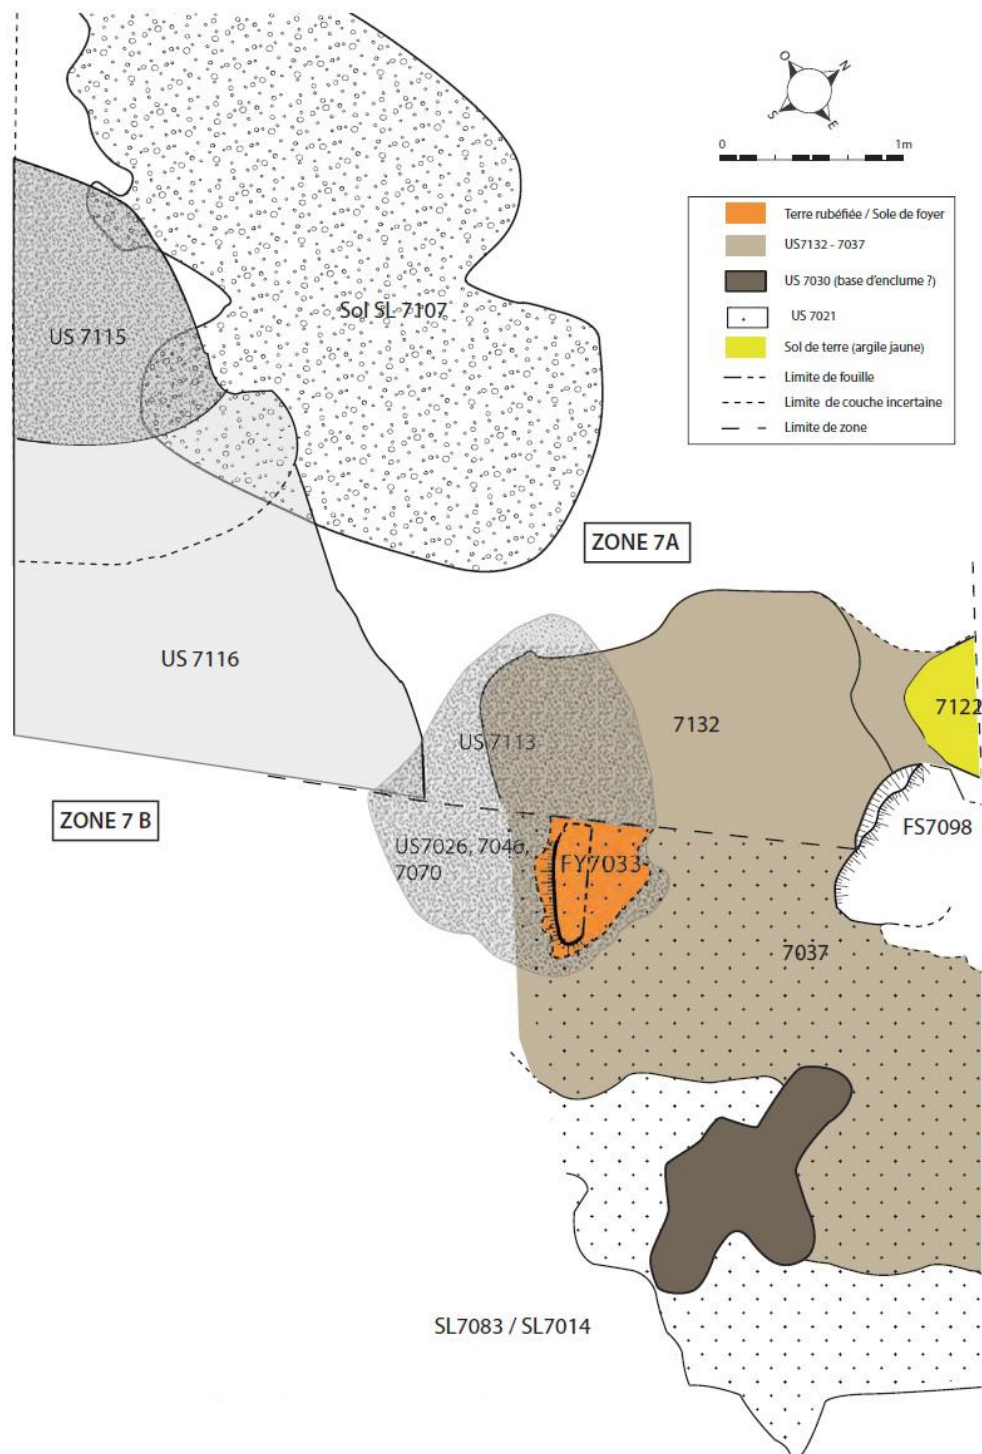 O
N
S
E
0
1m
Terre rubéfiée / Sole de foyer
US7132 - 7037
US 7030 (base d'enclume ?)
US 7021
Sol de terre (argile jaune)
Limite de fouille
Limite de couche incertaine
Limite de zone
Sol SL 7107
US 7115
ZONE 7A
US 7116
7132
7122
US 7113
ZONE 7 B
US7026, 7046,
7070
FY7033
FS7098
7037
SL7083 / SL7014